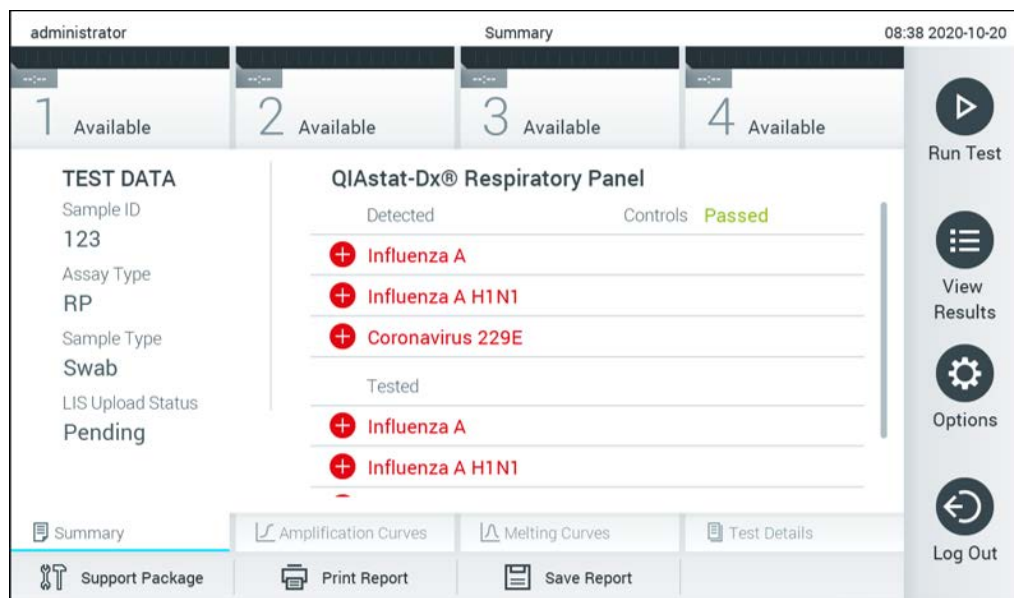 administrator
Summary
08:38 2020-10-20
--:--
1 Available
--:--
2 Available
--:--
3 Available
--:--
4 Available
Run Test
View
Results
Options
Log Out
TEST DATA
Sample ID
123
Assay Type
RP
Sample Type
Swab
LIS Upload Status
Pending
QIAstat-Dx® Respiratory Panel
Detected
Controls Passed
Influenza A
Influenza A H1N1
Coronavirus 229E
Tested
Influenza A
Influenza A H1N1
Summary
Amplification Curves
Melting Curves
Test Details
Support Package
Print Report
Save Report